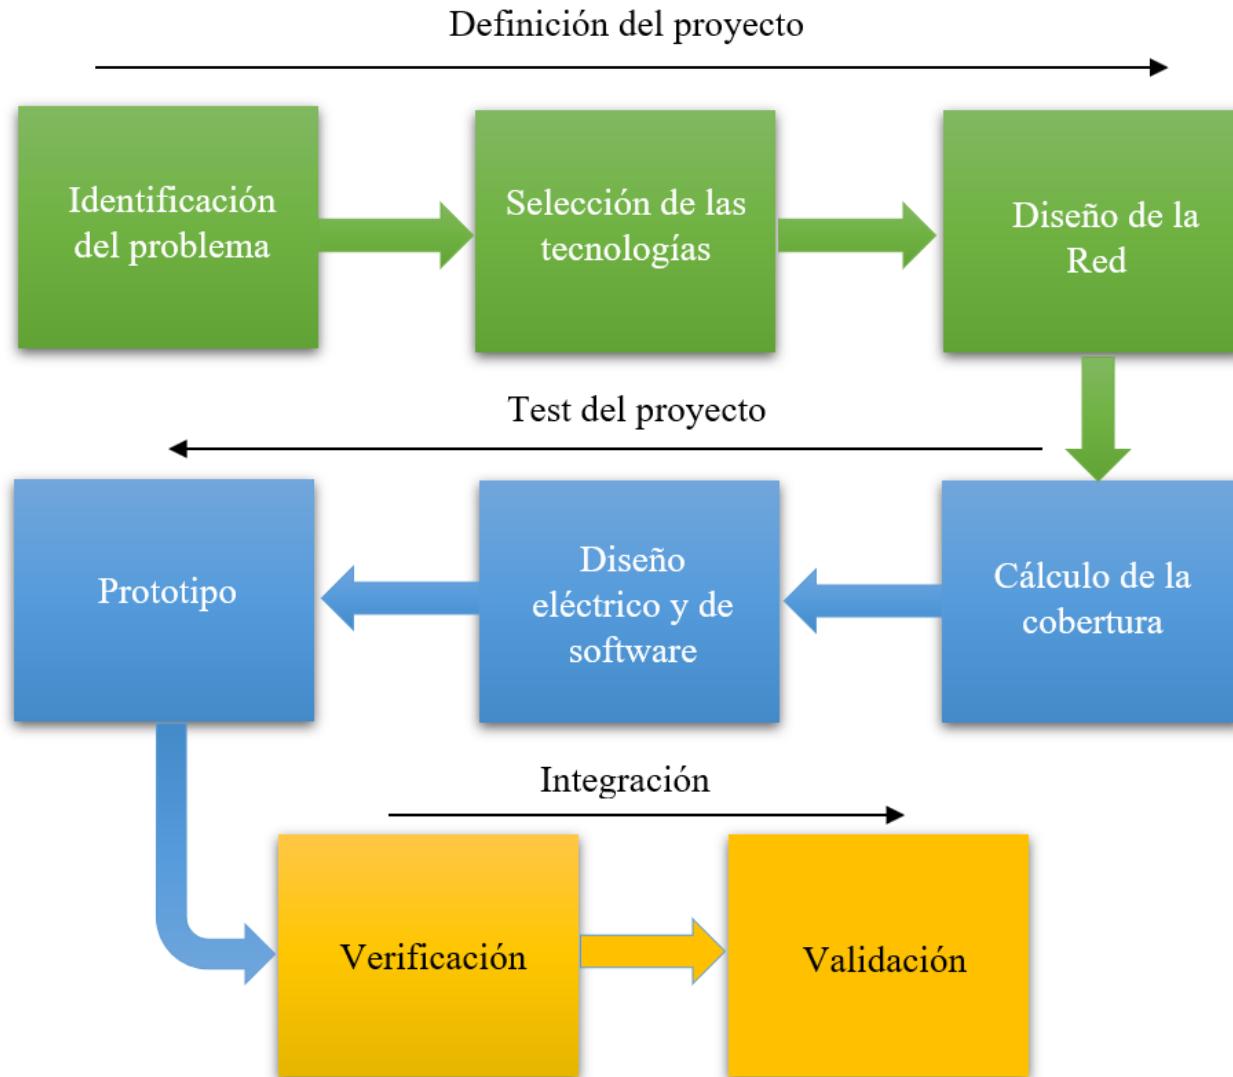 Definición del proyecto
Identificación
del problema
Selección de las
tecnologías
Diseño de la
Red
Test del proyecto
Prototipo
Diseño
eléctrico y de
software
Cálculo de la
cobertura
Integración
Verificación
Validación